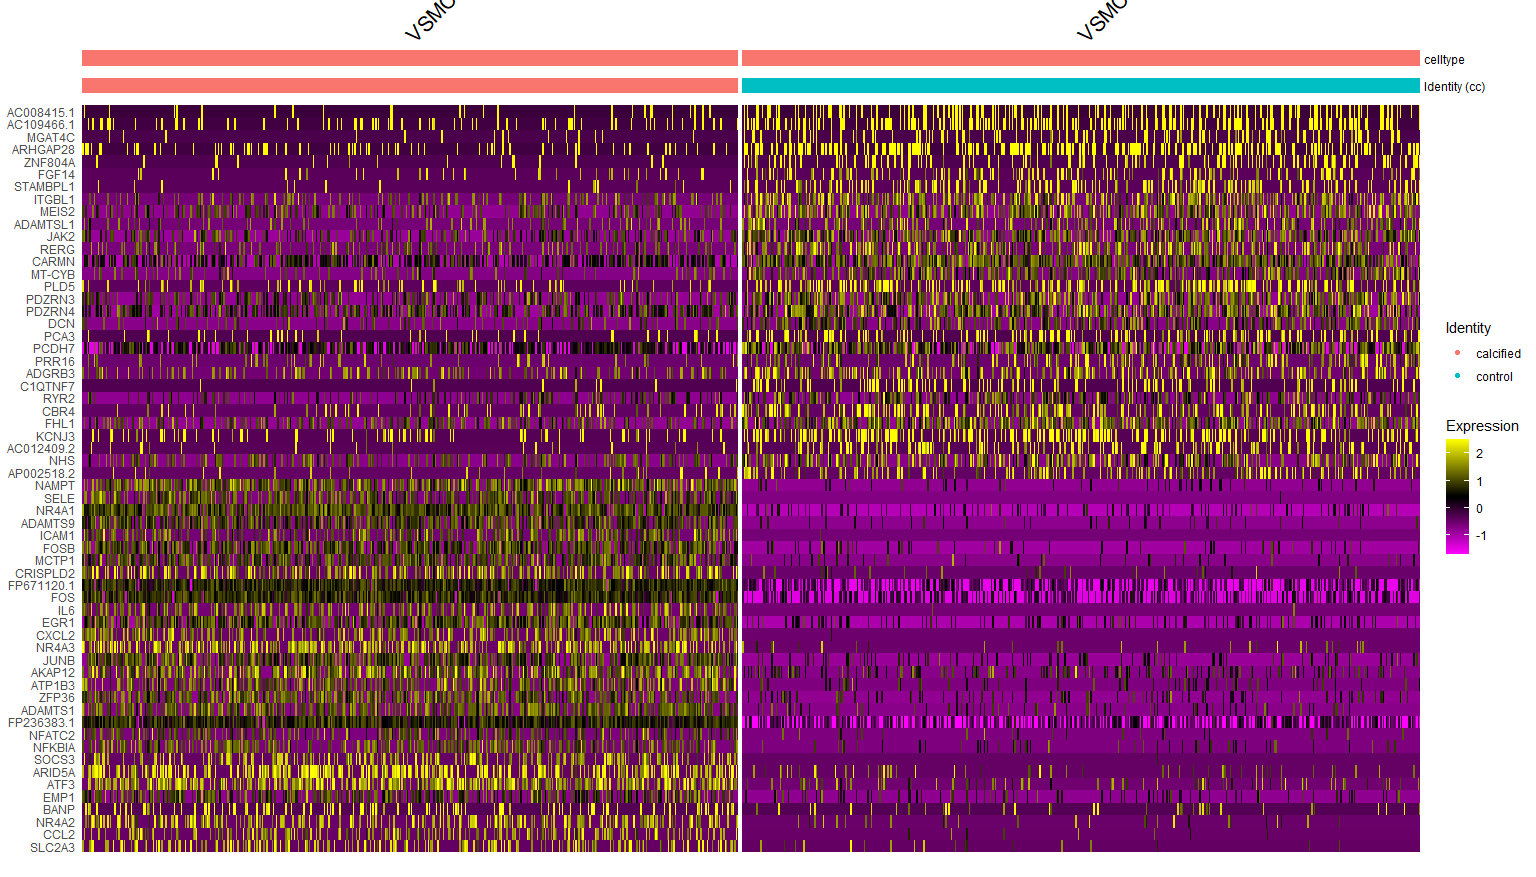 VSMC
VSMC
celltype
Identity (cc)
AC008415.1
AC109466.1
MGAT4C
ARHGAP28
ZNF804A
FGF14
STAMBPL1
ITGBL1
MEIS2
ADAMTSL1
JAK2
RERG
CARMN
MT-CYB
PLD5
PDZRN3
PDZRN4
DCN
PCA3
PCDH7
PRR16
ADGRB3
C1QTNF7
RYR2
CBR4
FHL1
KCNJ3
AC012409.2
NHS
AP002518.2
NAMPT
SELE
NR4A1
ADAMTS9
ICAM1
FOSB
MCTP1
CRISPLD2
FP671120.1
FOS
IL6
EGR1
CXCL2
NR4A3
JUNB
AKAP12
ATP1B3
ZFP36
ADAMTS1
FP236383.1
NFATC2
NFKBIA
SOCS3
ARID5A
ATF3
EMP1
BANP
NR4A2
CCL2
SLC2A3
Identity
calcified
control
Expression
2
1
0
-1